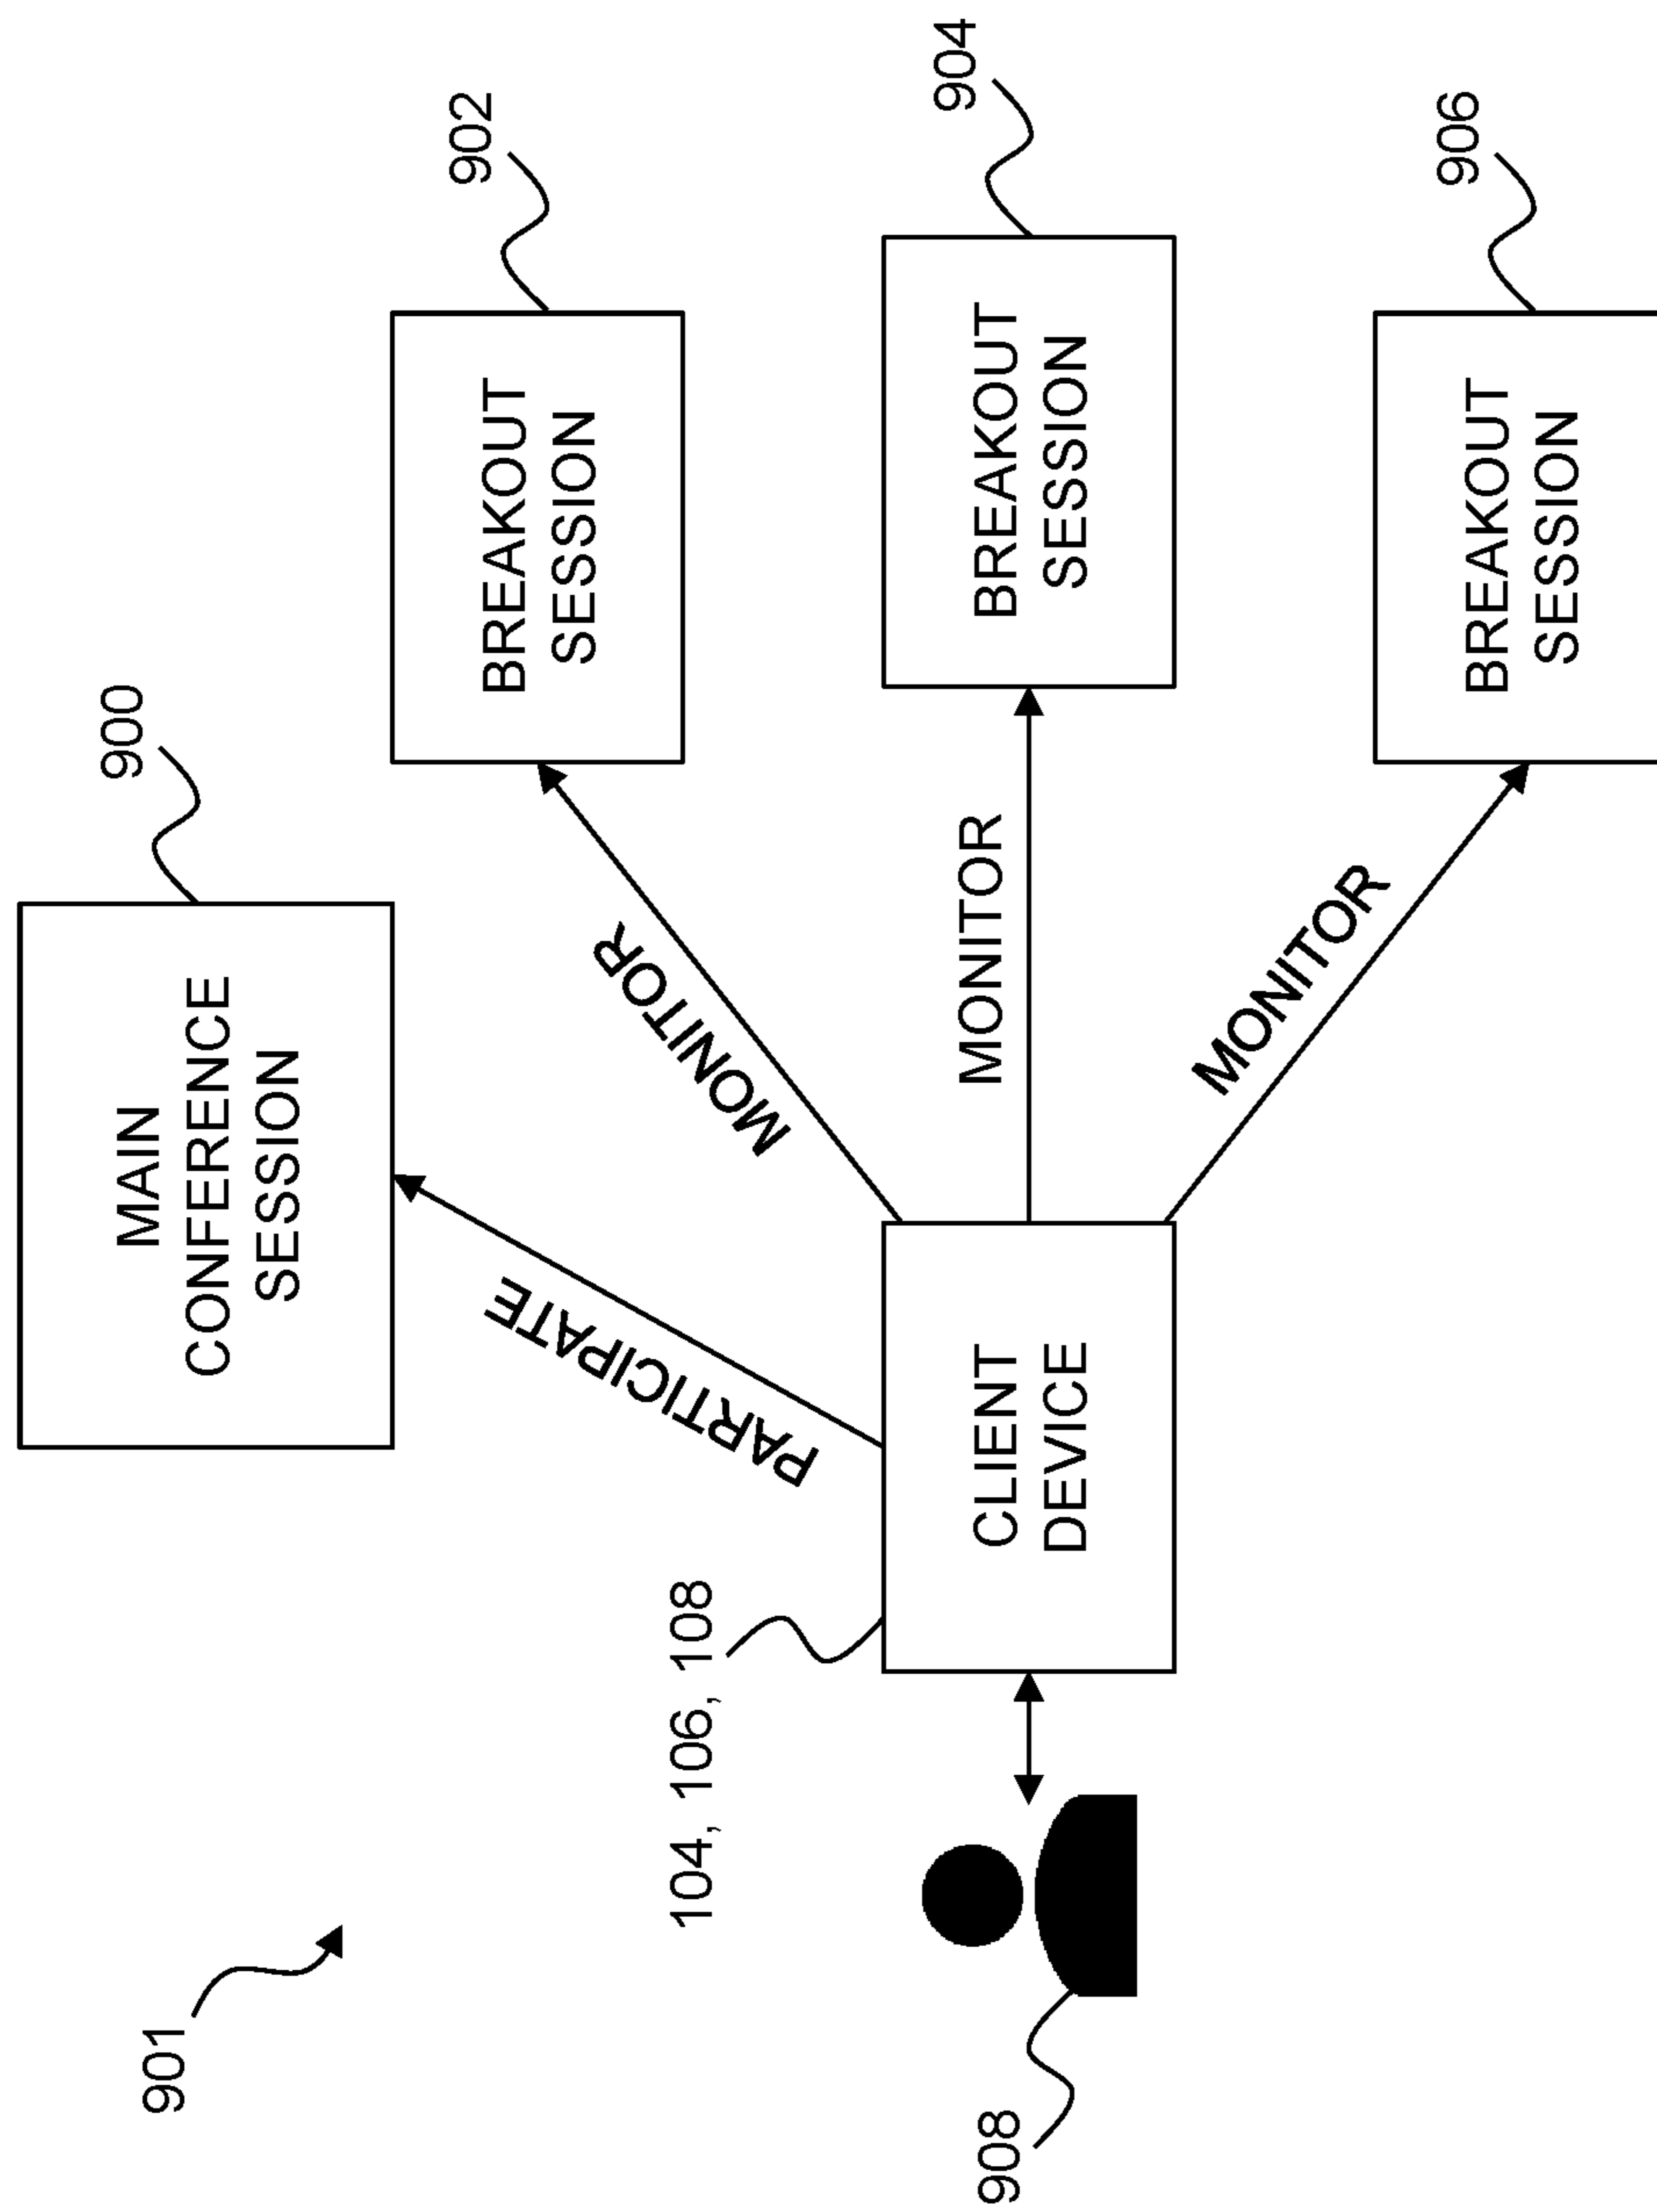 901
900
MAIN
CONFERENCE
SESSION
902
BREAKOUT
SESSION
PARTICIPATE
MONITOR
104, 106, 108
904
CLIENT
DEVICE
MONITOR
BREAKOUT
SESSION
908
MONITOR
906
BREAKOUT
SESSION